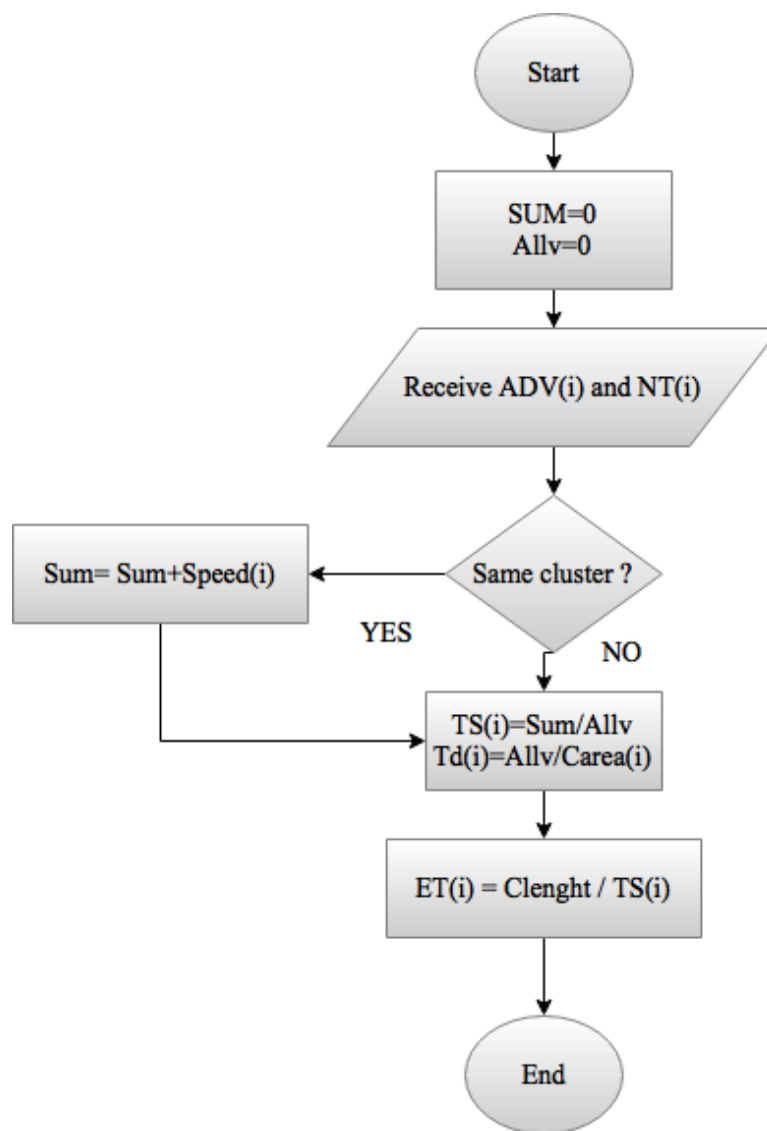 Start
SUM=0
Allv=0
Receive ADV(i) and NT(i)
Same cluster ?
Sum= Sum+Speed(i)
YES
NO
TS(i)=Sum/Allv
Td(i)=Allv/Carea(i)
ET(i) = Clenght / TS(i)
End